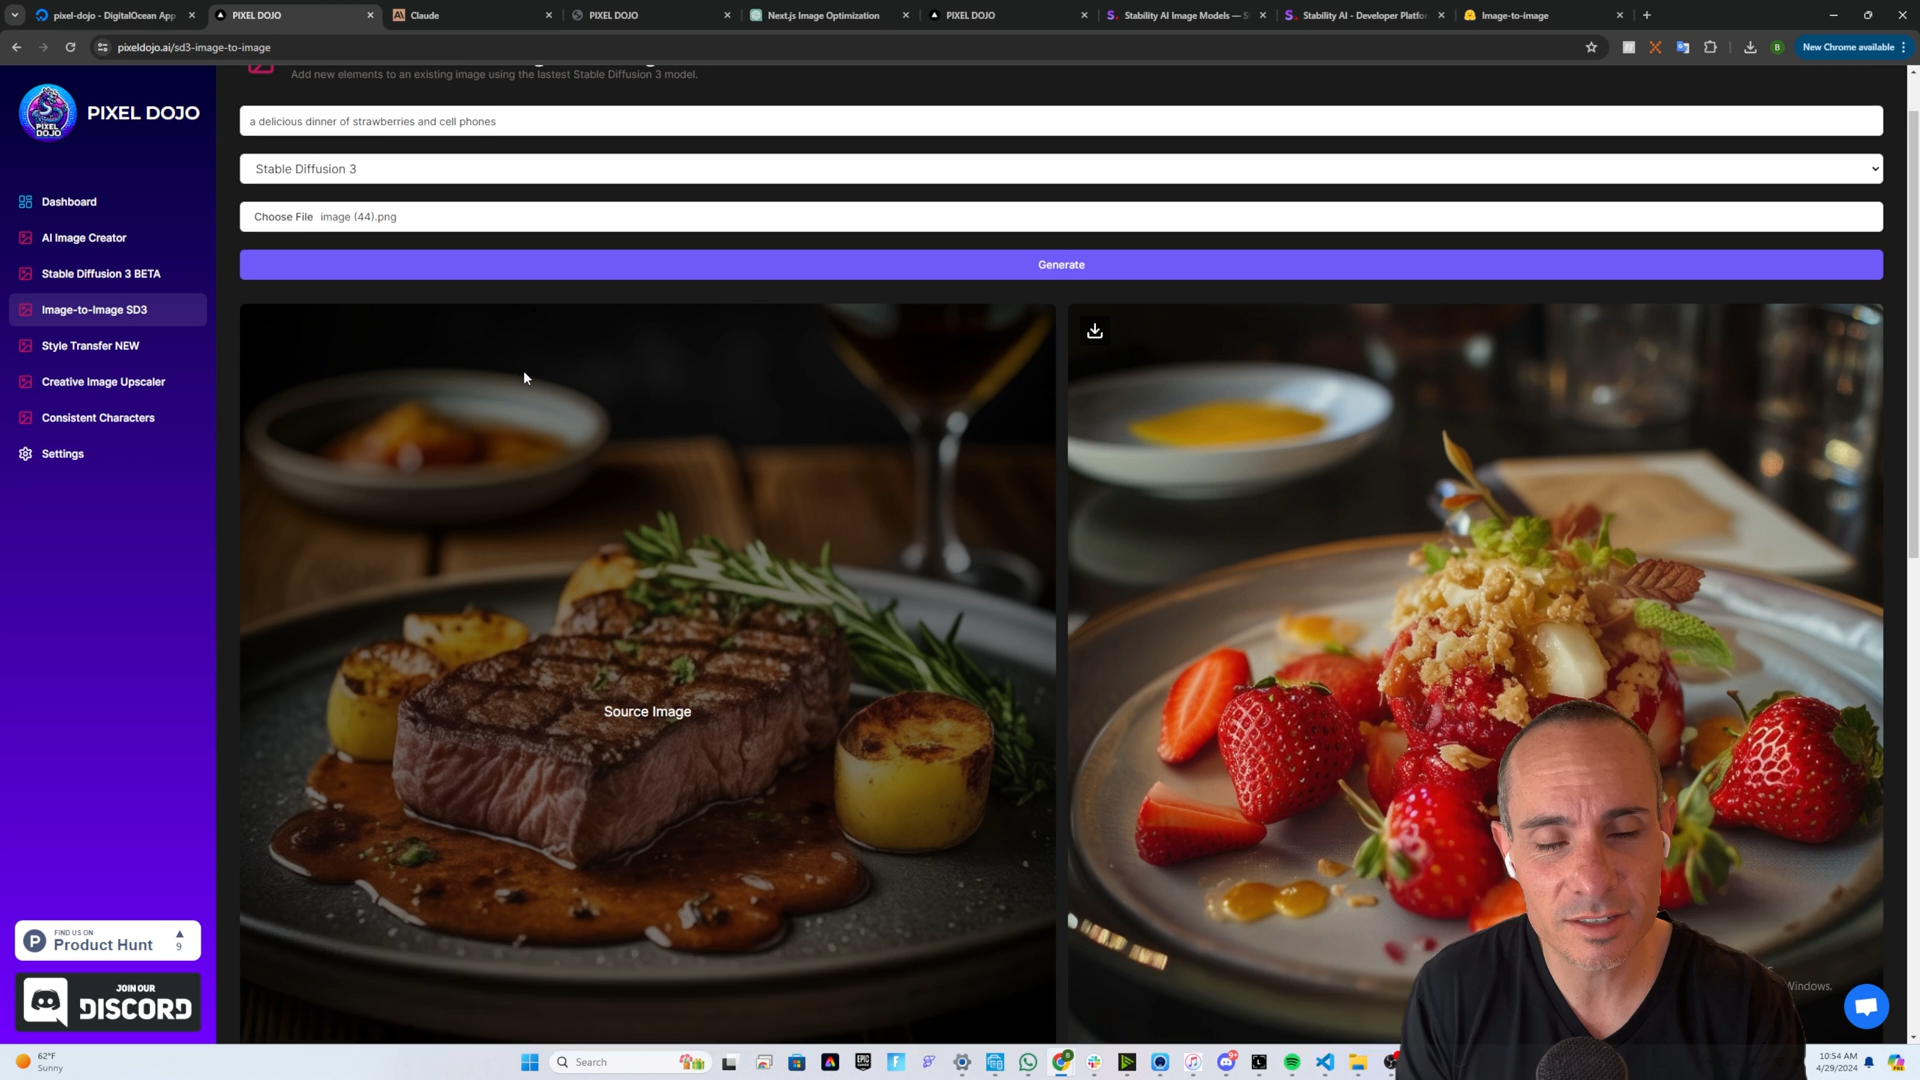 pixel-dojo - DigitalOcean App
PIXEL DOJO
Claude
PIXEL DOJO
Next.js Image Optimization
PIXEL DOJO
Stability AI Image Models — S
Stability AI - Developer Platfor
Image-to-image
pixeldojo.ai/sd3-image-to-image
B
New Chrome available
PIXEL DOJO
PIXEL DOJO
Add new elements to an existing image using the lastest Stable Diffusion 3 model.
a delicious dinner of strawberries and cell phones
Stable Diffusion 3
Choose File image (44).png
Generate
Dashboard
AI Image Creator
Stable Diffusion 3 BETA
Image-to-Image SD3
Style Transfer NEW
Creative Image Upscaler
Consistent Characters
Settings
Source Image
FIND US ON
Product Hunt
9
JOIN OUR
DISCORD
Windows.
62°F
Sunny
Search
10:54 AM
4/29/2024